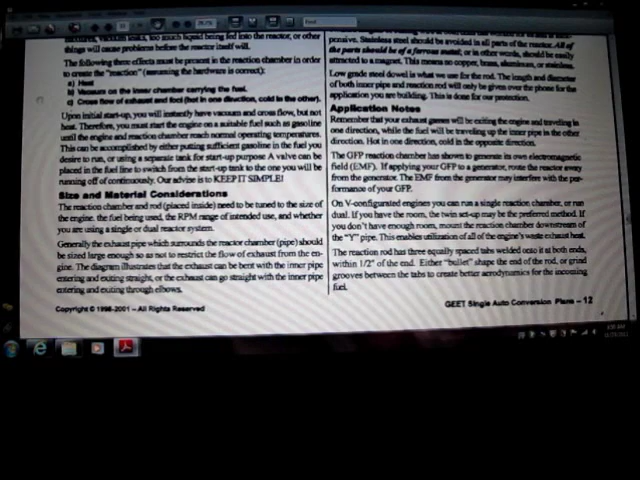 things will cause problems before the reactor itself will.
The following three effects must be present in the reaction chamber in order
to create the "reaction" (assuming the hardware is correct):
a) Heat
b) Vacuum on the inner chamber carrying the fuel.
c) Cross flow of exhaust and fuel (hot in one direction, cold in the other).
Upon initial start-up, you will instantly have vacuum and cross flow, but not
heat. Therefore, you must start the engine on a suitable fuel such as gasoline
until the engine and reaction chamber reach normal operating temperatures.
This can be accomplished by either putting sufficient gasoline in the fuel you
desire to run, or using a separate tank for start-up purpose A valve can be
placed in the fuel line to switch from the start-up tank to the one you will be
running off of continuously. Our advise is to KEEP IT SIMPLE!
Size and Material Considerations
The reaction chamber and rod (placed inside) need to be tuned to the size of
the engine, the fuel being used, the RPM range of intended use, and whether
you are using a single or dual reactor system.
Generally the exhaust pipe which surrounds the reactor chamber (pipe) should
be sized large enough so as not to restrict the flow of exhaust from the en-
gine. The diagram illustrates that the exhaust can be bent with the inner pipe
entering and exiting straight, or the exhaust can go straight with the inner pipe
entering and exiting through elbows.
Copyright © 1998-2001 – All Rights Reserved
ponsive. Stainless steel should be avoided in all parts of the reactor. All of
the parts should be of a ferrous metal; or in other words, should be easily
attracted to a magnet. This means no copper, brass, aluminum, or stainless.
Low grade steel dowel is what we use for the rod. The length and diameter
of both inner pipe and reaction rod will only be given over the phone for the
application you are building. This is done for our protection.
Application Notes
Remember that your exhaust gasses will be exiting the engine and traveling in
one direction, while the fuel will be traveling up the inner pipe in the other
direction. Hot in one direction, cold in the opposite direction.
The GFP reaction chamber has shown to generate its own electromagnetic
field (EMF). If applying your GFP to a generator, route the reactor away
from the generator. The EMF from the generator may interfere with the per-
formance of your GFP.
On V-configurated engines you can run a single reaction chamber, or run
dual. If you have the room, the twin set-up may be the preferred method. If
you don't have enough room, mount the reaction chamber downstream of
the "Y" pipe. This enables utilization of all of the engine's waste exhaust heat.
The reaction rod has three equally spaced tabs welded onto it at both ends,
within 1/2" of the end. Either "bullet" shape the end of the rod, or grind
grooves between the tabs to create better aerodynamics for the incoming
fuel.
GEET Single Auto Conversion Plans – 12